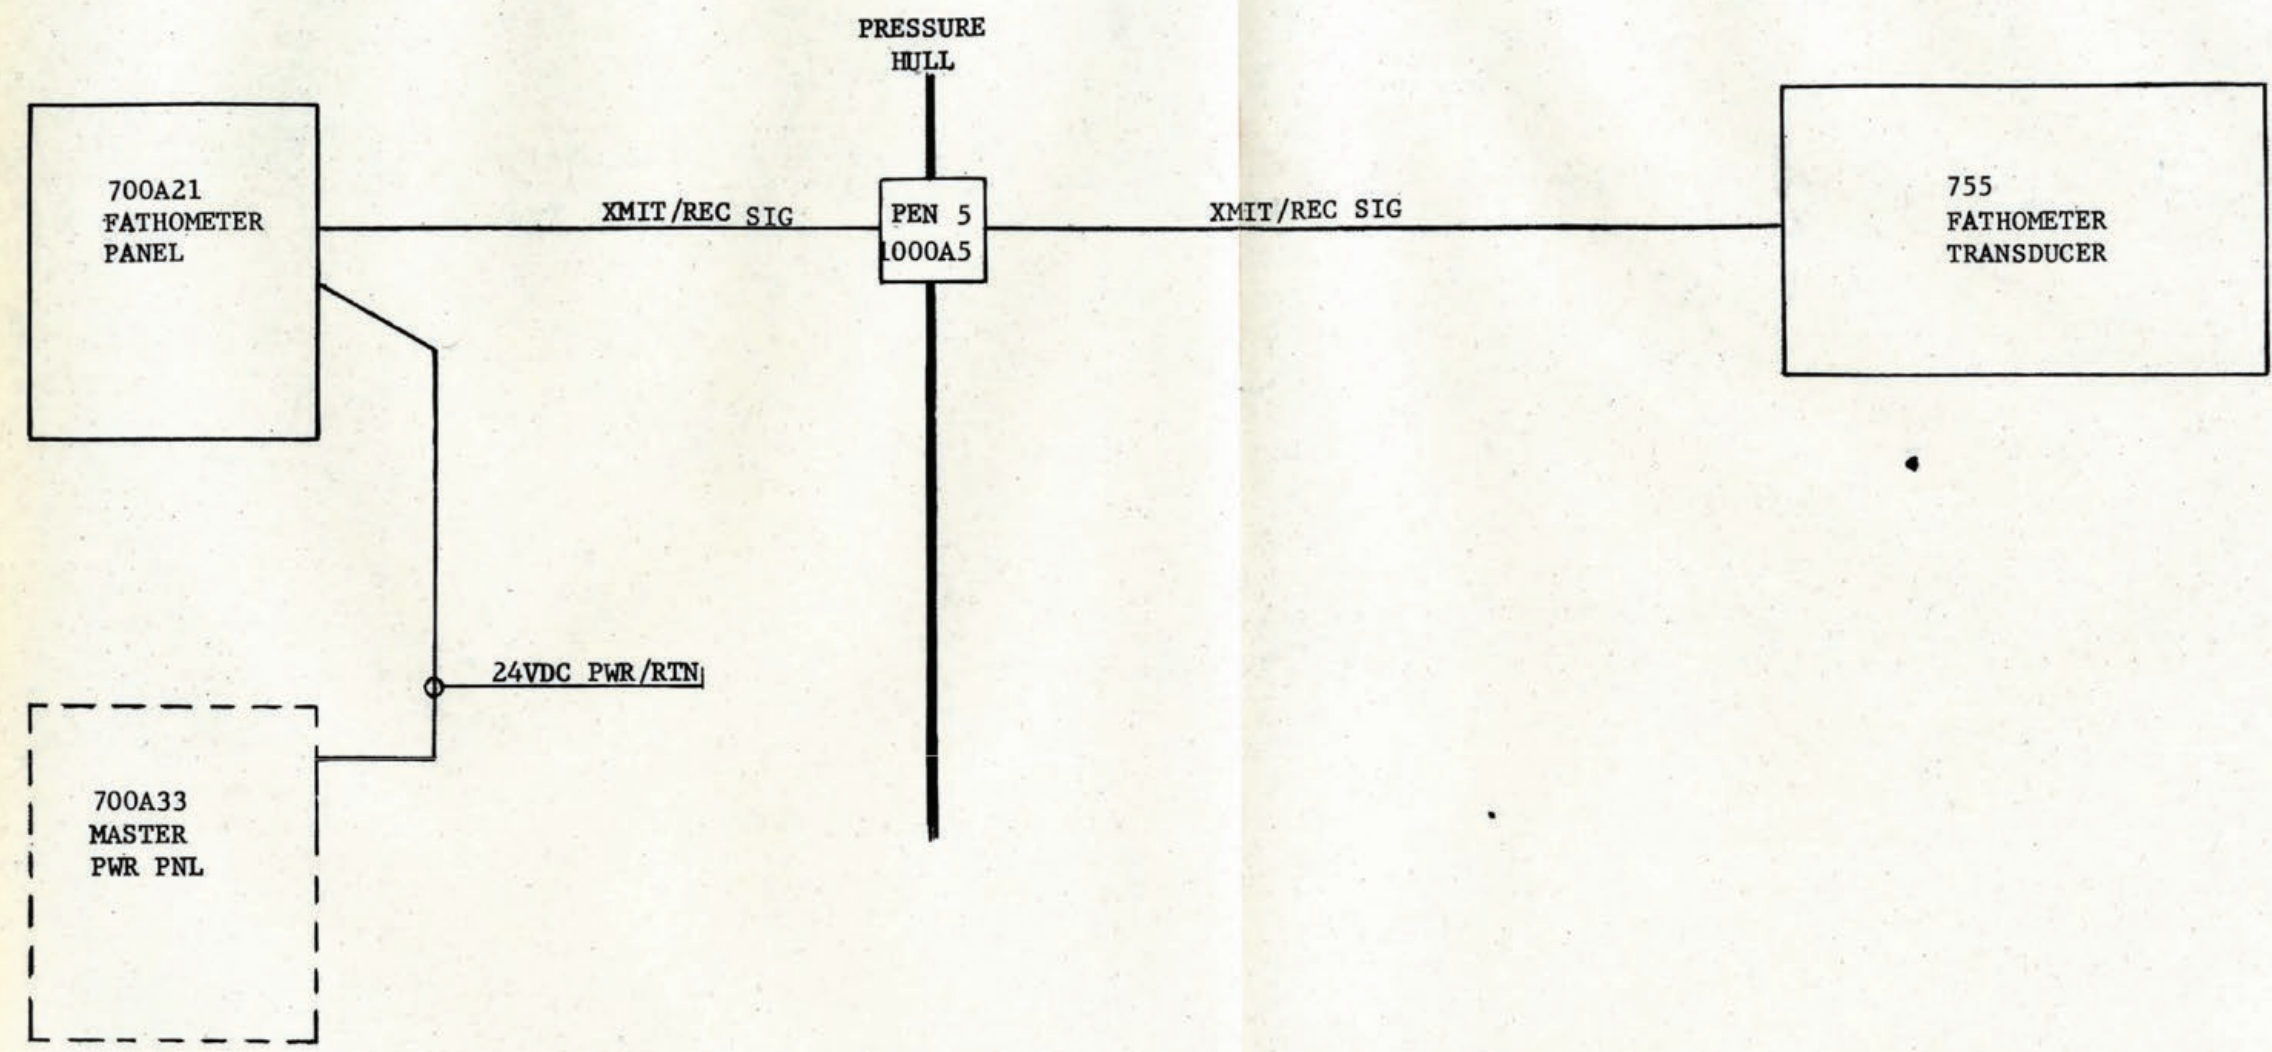 PRESSURE
HULL
700A21
FATHOMETER
PANEL
XMIT/REC SIG
PEN 5
1000A5
XMIT/REC SIG
755
FATHOMETER
TRANSDUCER
24VDC PWR/RTN
700A33
MASTER
PWR PNL